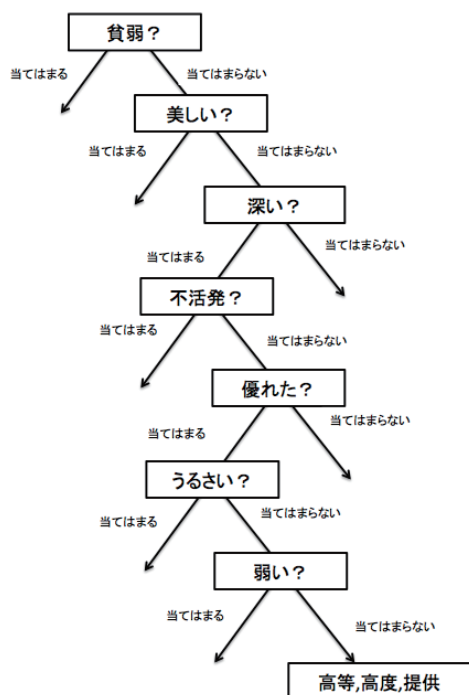 貧弱？
当てはまる
当てはまらない
美しい？
当てはまる
当てはまらない
深い？
当てはまる
当てはまらない
不活発？
当てはまる
当てはまらない
優れた？
当てはまる
当てはまらない
うるさい？
当てはまる
当てはまらない
弱い？
当てはまる
当てはまらない
高等,高度,提供